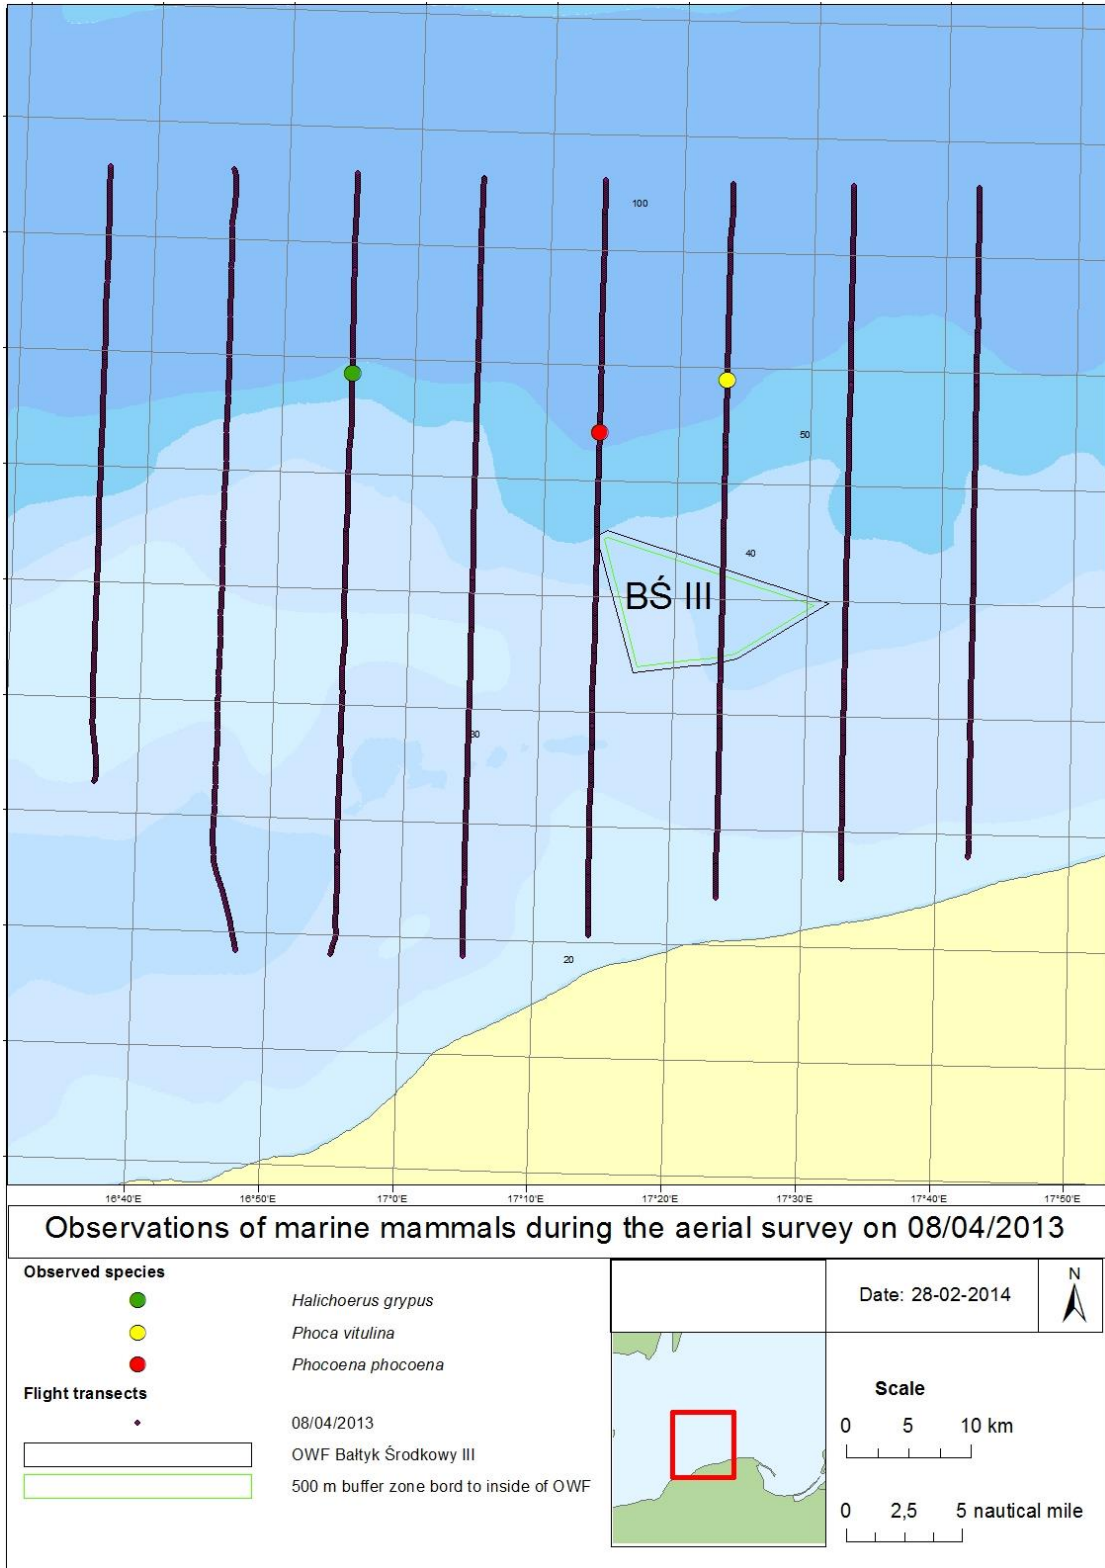 100
50
40
BŚ III
30
20
16°40'E 16°50'E 17°0'E 17°10'E 17°20'E 17°30'E 17°40'E 17°50'E
Observations of marine mammals during the aerial survey on 08/04/2013
Observed species
Halichoerus grypus
Phoca vitulina
Phocoena phocoena
Flight transects
08/04/2013
OWF Bałtyk Środkowy III
500 m buffer zone bord to inside of OWF
Date: 28-02-2014
N
Scale
0 5 10 km
0 2,5 5 nautical mile